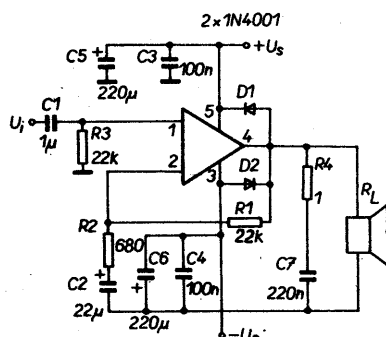 2×1N4001
+Us
C5 + C3
100n
220µ
D1
C1
5
Ui
1µ
R3
1
4
22k
2
D2
R4
3
1
RL
R2
R1
680
22k
C6
C4
C7
+
C2
100n
220n
+
22µ
220µ